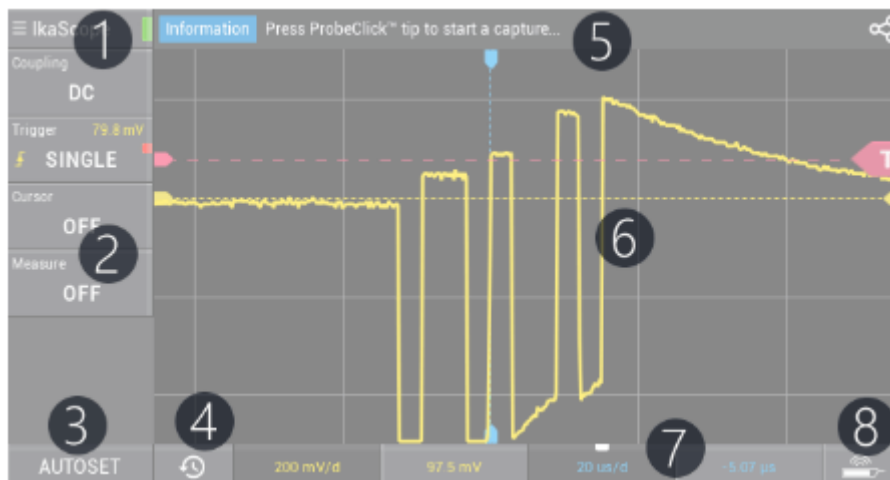 IkaSc
1
Information Press ProbeClick™ tip to start a capture...
5
Coupling
DC
Trigger 79.8 mV
SINGLE
T
Cursor
OFF
2
6
Measure
OFF
3
4
7
8
AUTOSET
200 mV/d
97.5 mV
20 us/d
-5.07 µs